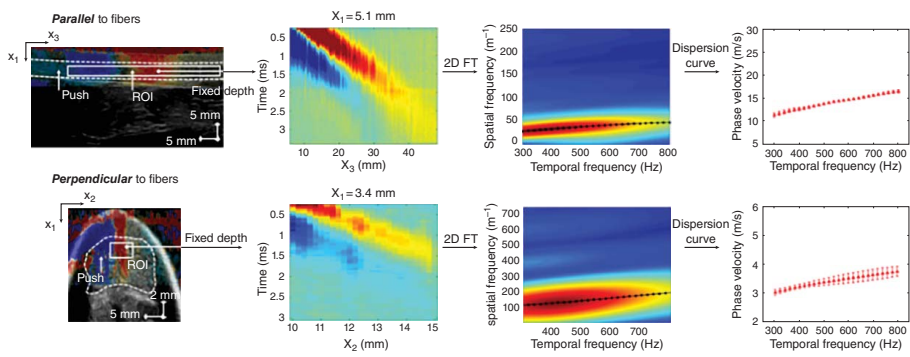 Parallel to fibers
x3
x1
Push
ROI
Fixed depth
5 mm
5 mm
X1 = 5.1 mm
Time (ms)
0.5
1
1.5
2
2.5
3
10 20 30 40
X3 (mm)
2D FT
Spatial frequency (m−1)
250
200
150
100
50
0
300 400 500 600 700 800
Temporal frequency (Hz)
Dispersion
curve
Phase velocity (m/s)
30
25
20
15
10
5
300 400 500 600 700 800
Temporal frequency (Hz)
Perpendicular to fibers
x2
x1
Push
ROI
Fixed depth
2 mm
5 mm
X1 = 3.4 mm
Time (ms)
0.5
1
1.5
2
2.5
3
10 11 12 13 14 15
X2 (mm)
2D FT
spatial frequency (m−1)
700
600
500
400
300
200
100
400 500 600 700 800
Temporal frequency (Hz)
Dispersion
curve
Phase velocity (m/s)
6
5
4
3
2
300 400 500 600 700 800
Temporal frequency (Hz)